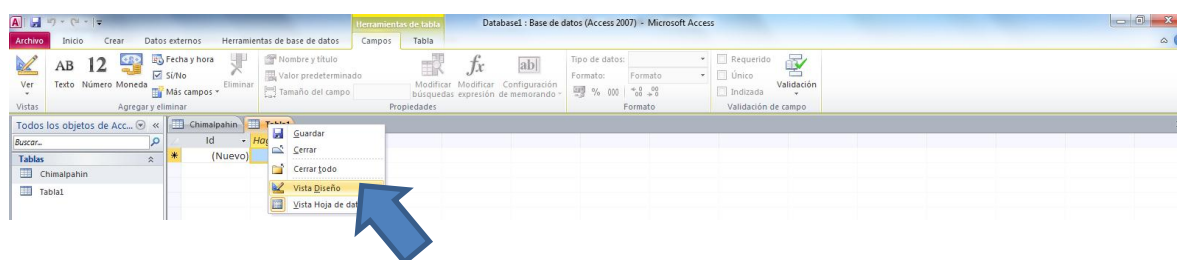 Herramientas de tabla
Database1 : Base de datos (Access 2007) - Microsoft Access
Archivo Inicio Crear Datos externos Herramientas de base de datos Campos Tabla
Ver
AB Texto
12 Número
Moneda
Fecha y hora
Sí/No
Más campos
Eliminar
Nombre y título
Valor predeterminado
Tamaño del campo
Modificar búsquedas
fx Modificar expresión
ab Configuración de memorando
Tipo de datos:
Formato: Formato
% 000
Requerido
Único
Indizada
Validación
Vistas Agregar y eliminar Propiedades Formato Validación de campo
Todos los objetos de Acc...
Buscar...
Tablas
Chimalpahin
Tabla1
Chimalpahin Tabla1
Id
(Nuevo)
Guardar
Cerrar
Cerrar todo
Vista Diseño
Vista Hoja de